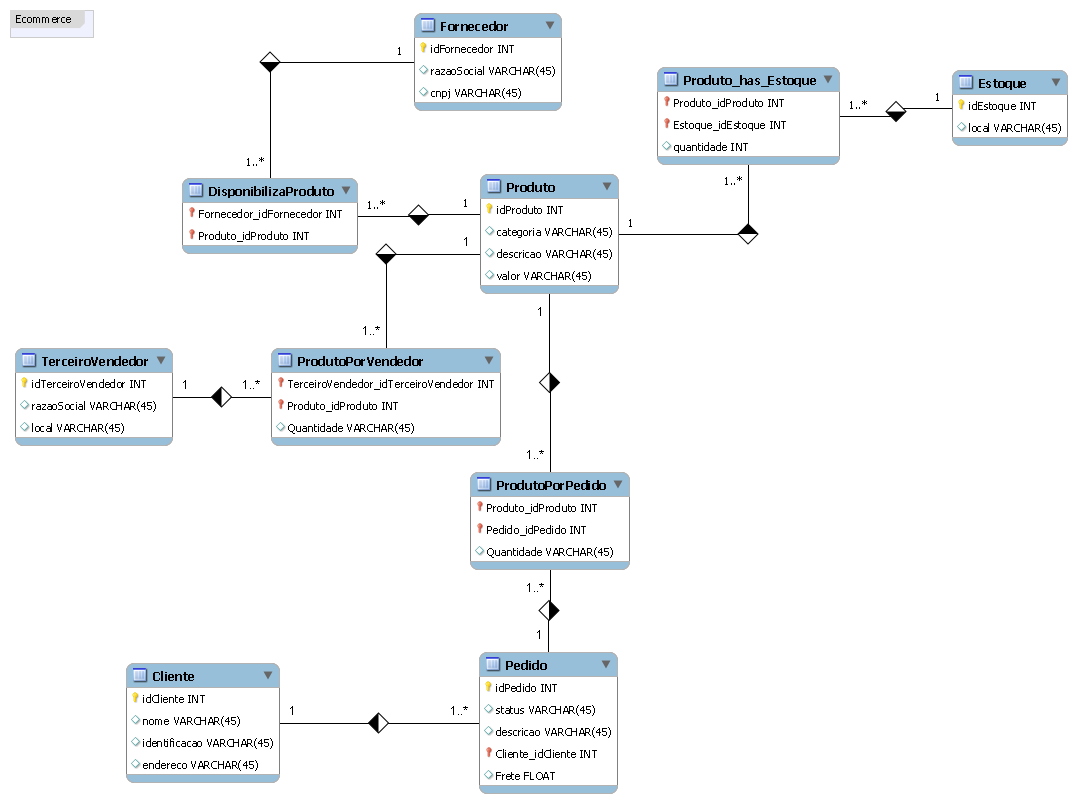 Ecommerce
Fornecedor
idFornecedor INT
razaoSocial VARCHAR(45)
cnpj VARCHAR(45)
1
1..*
Produto_has_Estoque
Produto_idProduto INT
Estoque_idEstoque INT
quantidade INT
1..*
1
Estoque
idEstoque INT
local VARCHAR(45)
1..*
1
DisponibilizaProduto
Fornecedor_idFornecedor INT
Produto_idProduto INT
1..*
1
Produto
idProduto INT
categoria VARCHAR(45)
descricao VARCHAR(45)
valor VARCHAR(45)
1
1..*
1
1..*
TerceiroVendedor
idTerceiroVendedor INT
razaoSocial VARCHAR(45)
local VARCHAR(45)
1
1..*
ProdutoPorVendedor
TerceiroVendedor_idTerceiroVendedor INT
Produto_idProduto INT
Quantidade VARCHAR(45)
ProdutoPorPedido
Produto_idProduto INT
Pedido_idPedido INT
Quantidade VARCHAR(45)
1..*
1
Cliente
idCliente INT
nome VARCHAR(45)
identificacao VARCHAR(45)
endereco VARCHAR(45)
1
1..*
Pedido
idPedido INT
status VARCHAR(45)
descricao VARCHAR(45)
Cliente_idCliente INT
Frete FLOAT